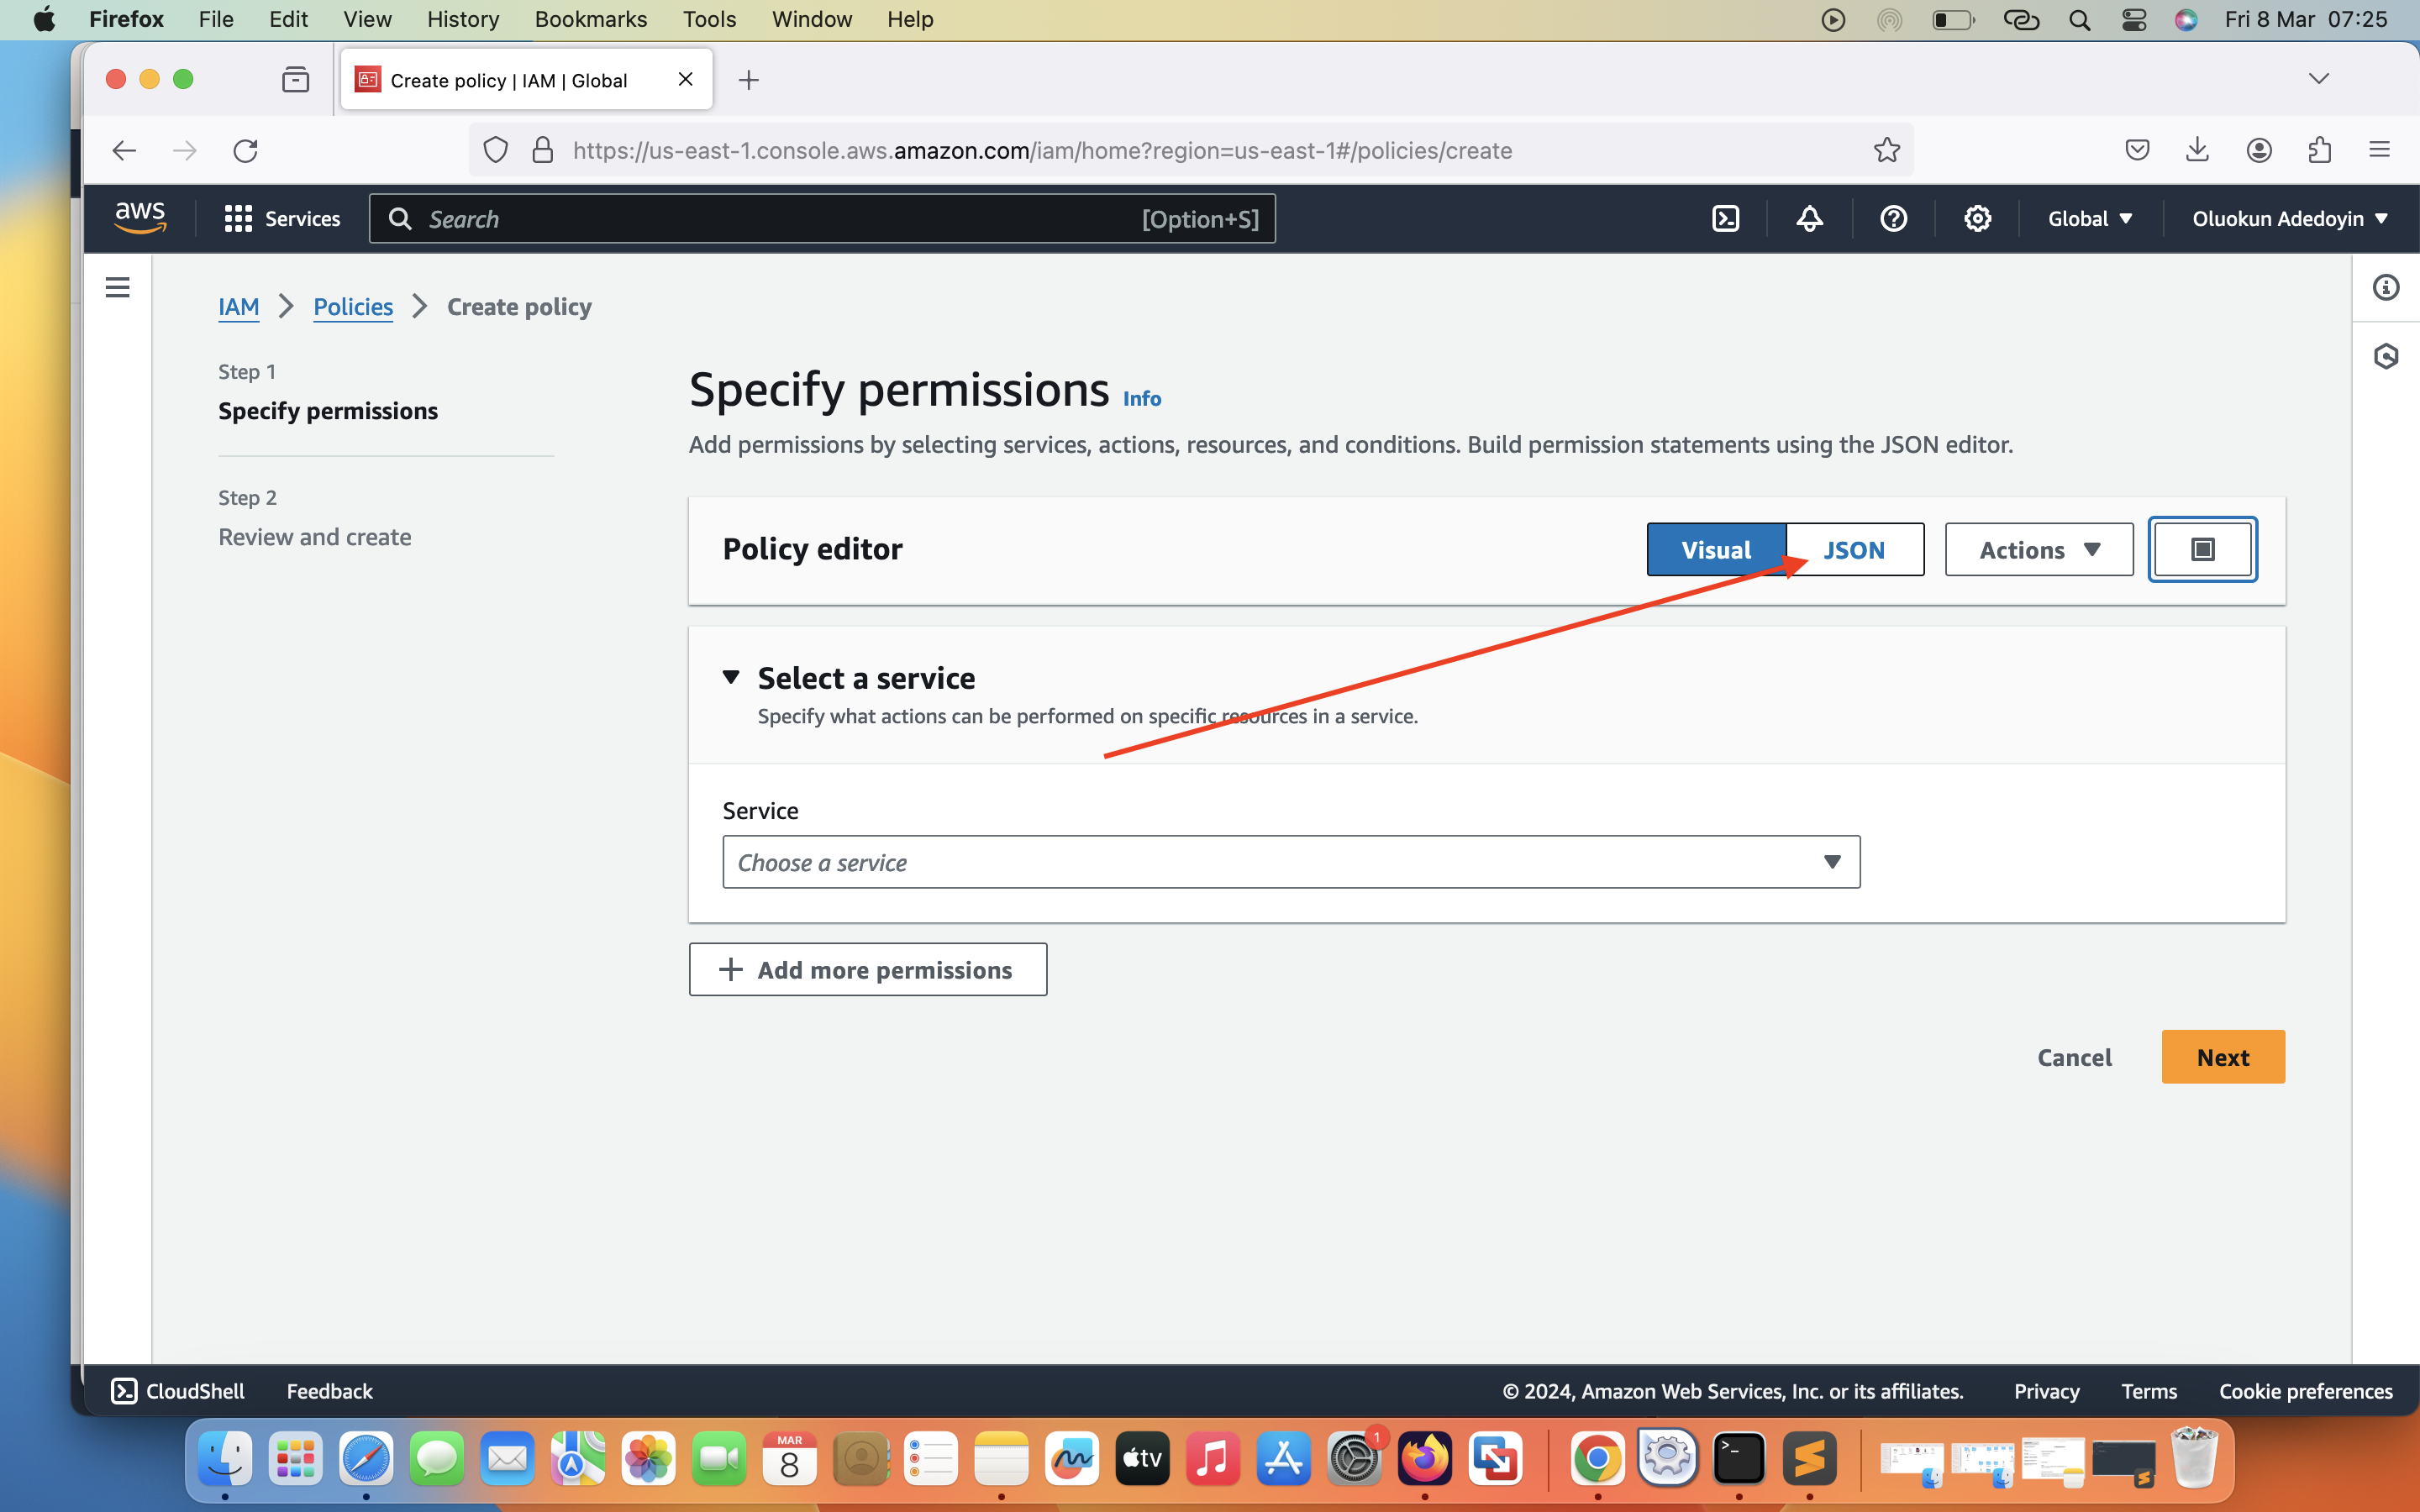 Firefox File Edit View History Bookmarks Tools Window Help Fri 8 Mar 07:25
Create policy | IAM | Global
https://us-east-1.console.aws.amazon.com/iam/home?region=us-east-1#/policies/create
aws Services Search [Option+S] Global Oluokun Adedoyin
IAM Policies Create policy
Step 1
Specify permissions
Step 2
Review and create
Specify permissions Info
Add permissions by selecting services, actions, resources, and conditions. Build permission statements using the JSON editor.
Policy editor Visual JSON Actions
Select a service
Specify what actions can be performed on specific resources in a service.
Service
Choose a service
Add more permissions
Cancel Next
CloudShell Feedback © 2024, Amazon Web Services, Inc. or its affiliates. Privacy Terms Cookie preferences
MAR
8
tv
1